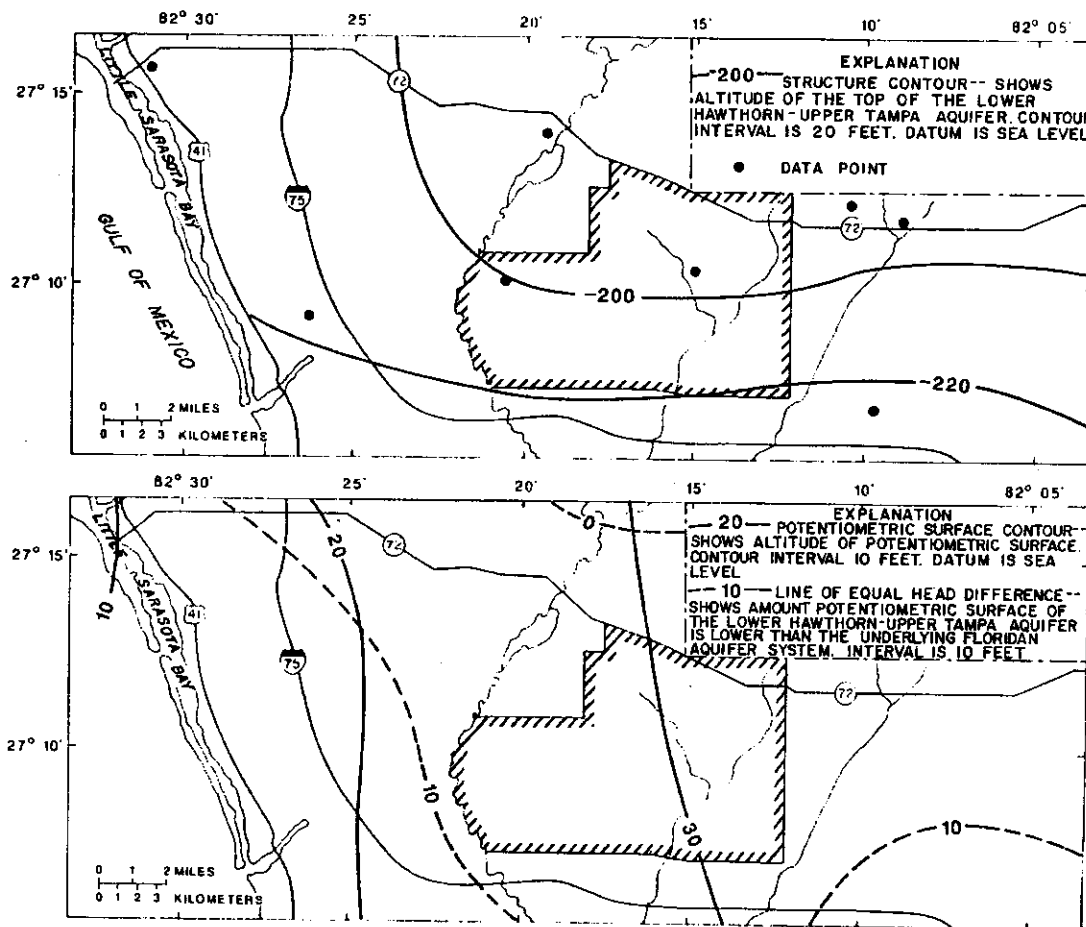 82° 30'
25'
20'
10'
82° 05'
EXPLANATION
-200 STRUCTURE CONTOUR-- SHOWS
ALTITUDE OF THE TOP OF THE LOWER
HAWTHORN-UPPER TAMPA AQUIFER. CONTOUR
INTERVAL IS 20 FEET. DATUM IS SEA LEVEL
DATA POINT
27° 15'
LITTLE SARASOTA BAY
72
41
75
72
GULF OF MEXICO
27° 10'
-200
-220
0 1 2 MILES
0 1 2 3 KILOMETERS
82° 30'
25'
20'
10'
82° 05'
EXPLANATION
20 POTENTIOMETRIC SURFACE CONTOUR--
SHOWS ALTITUDE OF POTENTIOMETRIC SURFACE.
CONTOUR INTERVAL 10 FEET. DATUM IS SEA
LEVEL
10 LINE OF EQUAL HEAD DIFFERENCE--
SHOWS AMOUNT POTENTIOMETRIC SURFACE OF
THE LOWER HAWTHORN-UPPER TAMPA AQUIFER
IS LOWER THAN THE UNDERLYING FLORIDAN
AQUIFER SYSTEM. INTERVAL IS 10 FEET
0
27° 15'
LITTLE
SARASOTA BAY
20
72
10
41
75
72
27° 10'
10
30
10
0 1 2 MILES
0 1 2 3 KILOMETERS